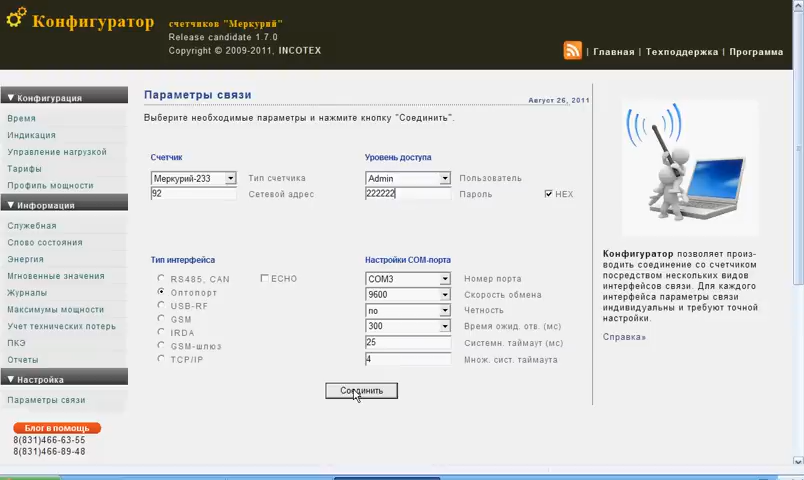 Конфигуратор
счетчиков "Меркурий"
Release candidate 1.7.0
Copyright © 2009-2011, INCOTEX
Главная | Техподдержка | Программа
▼ Конфигурация
Время
Индикация
Управление нагрузкой
Тарифы
Профиль мощности
▼ Информация
Служебная
Слово состояния
Энергия
Мгновенные значения
Журналы
Максимумы мощности
Учет технических потерь
ПКЭ
Отчеты
▼ Настройка
Параметры связи
Блог в помощь
8(831)466-63-55
8(831)466-89-48
Параметры связи
Август 26, 2011
Выберите необходимые параметры и нажмите кнопку "Соединить".
Счетчик
Меркурий-233 Тип счетчика
92 Сетевой адрес
Уровень доступа
Admin Пользователь
222222 Пароль HEX
Тип интерфейса
RS485, CAN ECHO
Оптопорт
USB-RF
GSM
IRDA
GSM-шлюз
TCP/IP
Настройки COM-порта
COM3 Номер порта
9600 Скорость обмена
no Четность
300 Время ожид. отв. (мс)
25 Системн. таймаут (мс)
4 Множ. сист. таймаута
Соединить
Конфигуратор позволяет произ-
водить соединение со счетчиком
посредством нескольких видов
интерфейсов связи. Для каждого
интерфейса параметры связи
индивидуальны и требуют точной
настройки.
Справка»